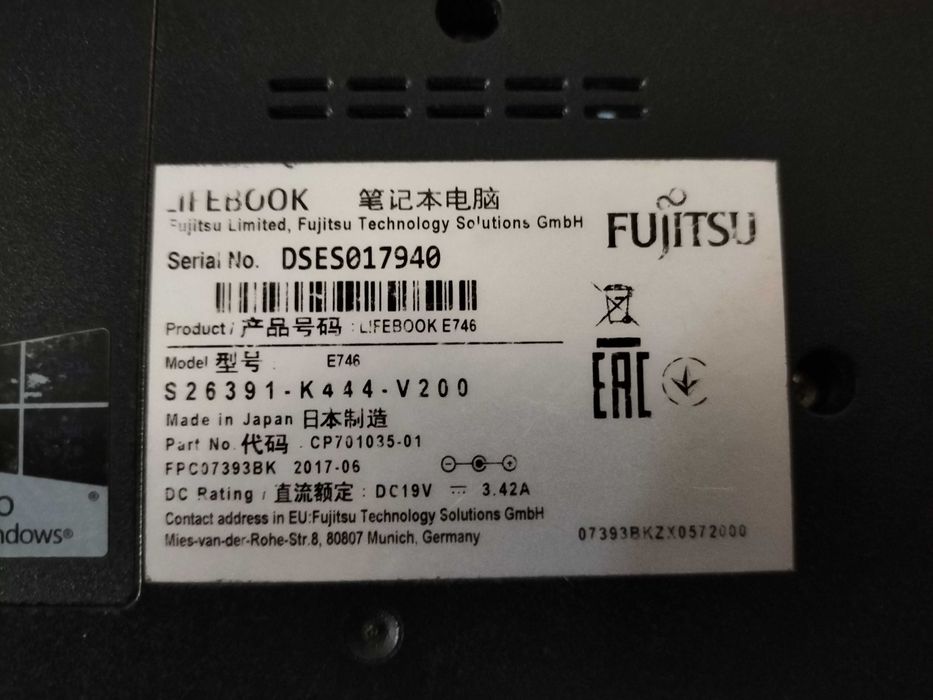 LIFEBOOK 笔记本电脑
Fujitsu Limited, Fujitsu Technology Solutions GmbH
FUJITSU
Serial No. DSES017940
Product / 产品号码 : LIFEBOOK E746
Model 型号 : E746
S26391-K444-V200
EAC
Made in Japan 日本制造
Part No. 代码 : CP701035-01
FPC07393BK 2017-06
DC Rating / 直流额定 : DC19V ⎓ 3.42A
Contact address in EU:Fujitsu Technology Solutions GmbH
Mies-van-der-Rohe-Str.8, 80807 Munich, Germany
07393BKZX0572000
ndows®